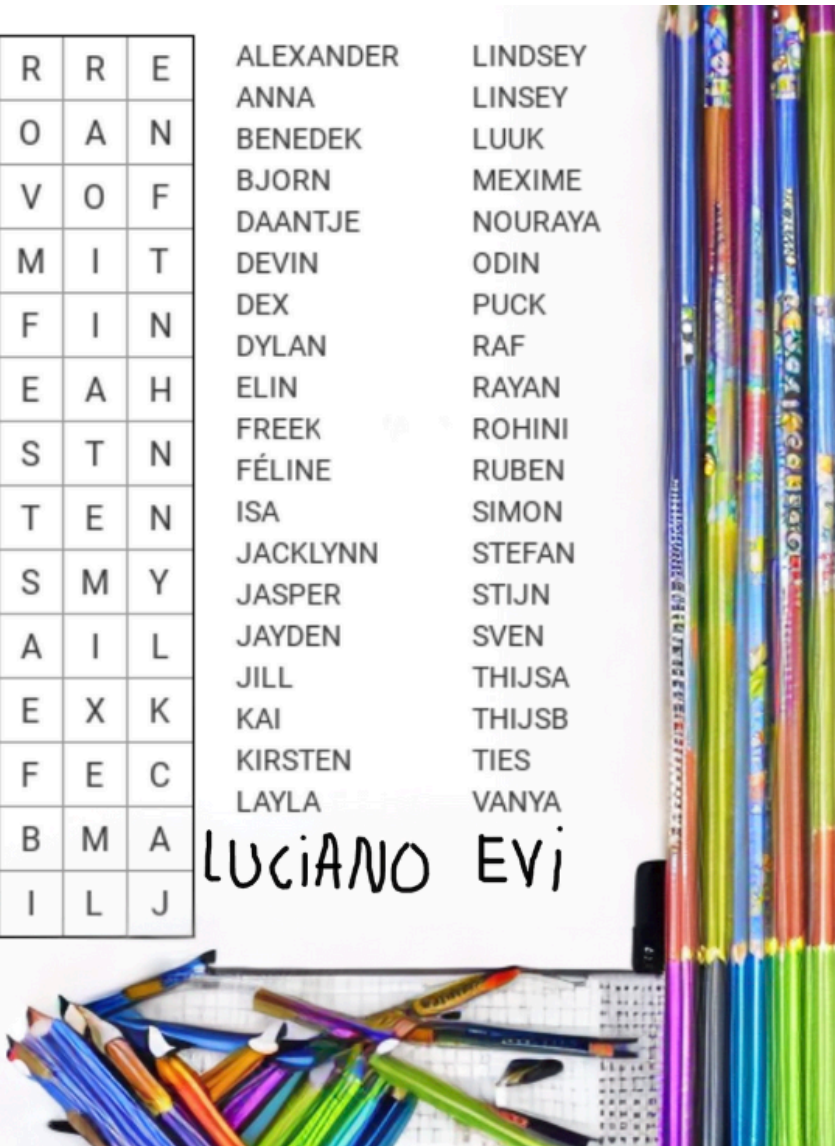 R R E
O A N
V O F
M I T
F I N
E A H
S T N
T E N
S M Y
A I L
E X K
F E C
B M A
I L J
ALEXANDER LINDSEY
ANNA LINSEY
BENEDEK LUUK
BJORN MEXIME
DAANTJE NOURAYA
DEVIN ODIN
DEX PUCK
DYLAN RAF
ELIN RAYAN
FREEK ROHINI
FÉLINE RUBEN
ISA SIMON
JACKLYNN STEFAN
JASPER STIJN
JAYDEN SVEN
JILL THIJSA
KAI THIJSB
KIRSTEN TIES
LAYLA VANYA
LUCiANO EVi